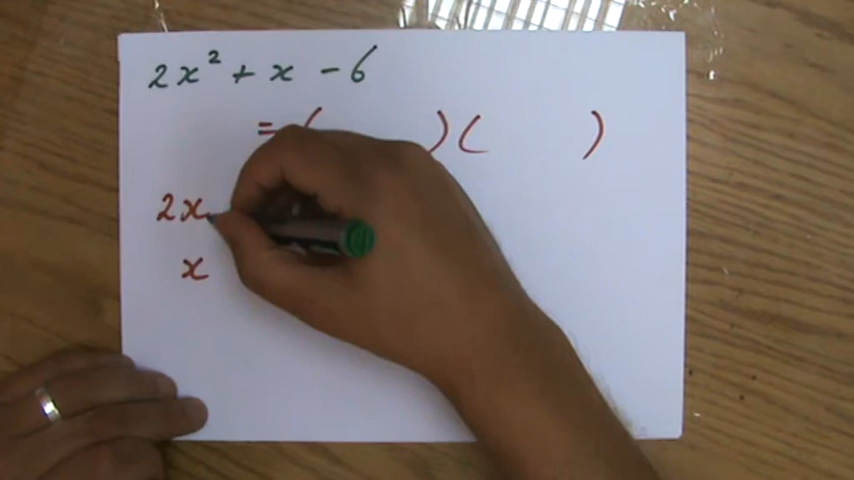 2x² + x - 6
= ( ) ( )
2x
x